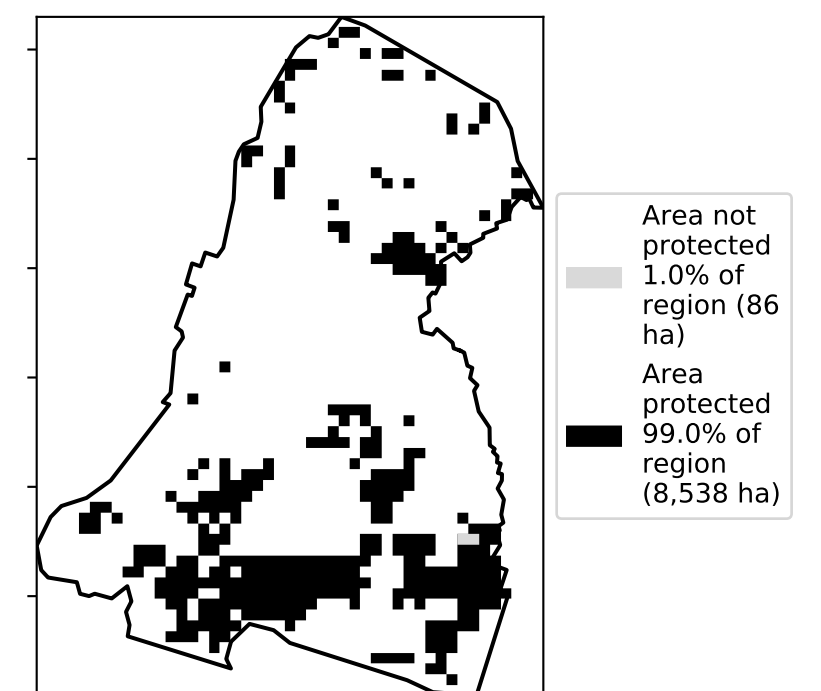 Area not
protected
1.0% of
region (86
ha)
Area
protected
99.0% of
region
(8,538 ha)